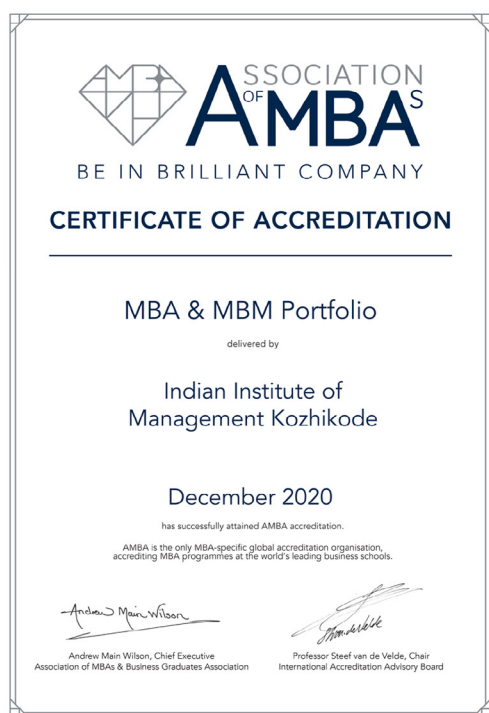 AMBA
ASSOCIATION
OF
AMBAS
BE IN BRILLIANT COMPANY
CERTIFICATE OF ACCREDITATION
MBA & MBM Portfolio
delivered by
Indian Institute of
Management Kozhikode
December 2020
has successfully attained AMBA accreditation.
AMBA is the only MBA-specific global accreditation organisation,
accrediting MBA programmes at the world's leading business schools.
Andrew Main Wilson
Andrew Main Wilson, Chief Executive
Association of MBAs & Business Graduates Association
Professor Steef van de Velde, Chair
International Accreditation Advisory Board